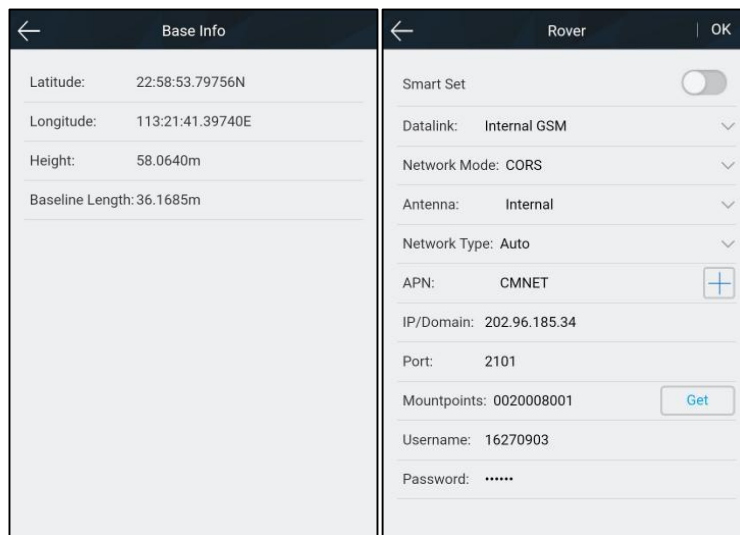 Base Info
Latitude: 22:58:53.79756N
Longitude: 113:21:41.39740E
Height: 58.0640m
Baseline Length: 36.1685m
Rover | OK
Smart Set
Datalink: Internal GSM
Network Mode: CORS
Antenna: Internal
Network Type: Auto
APN: CMNET
IP/Domain: 202.96.185.34
Port: 2101
Mountpoints: 0020008001 Get
Username: 16270903
Password: ••••••